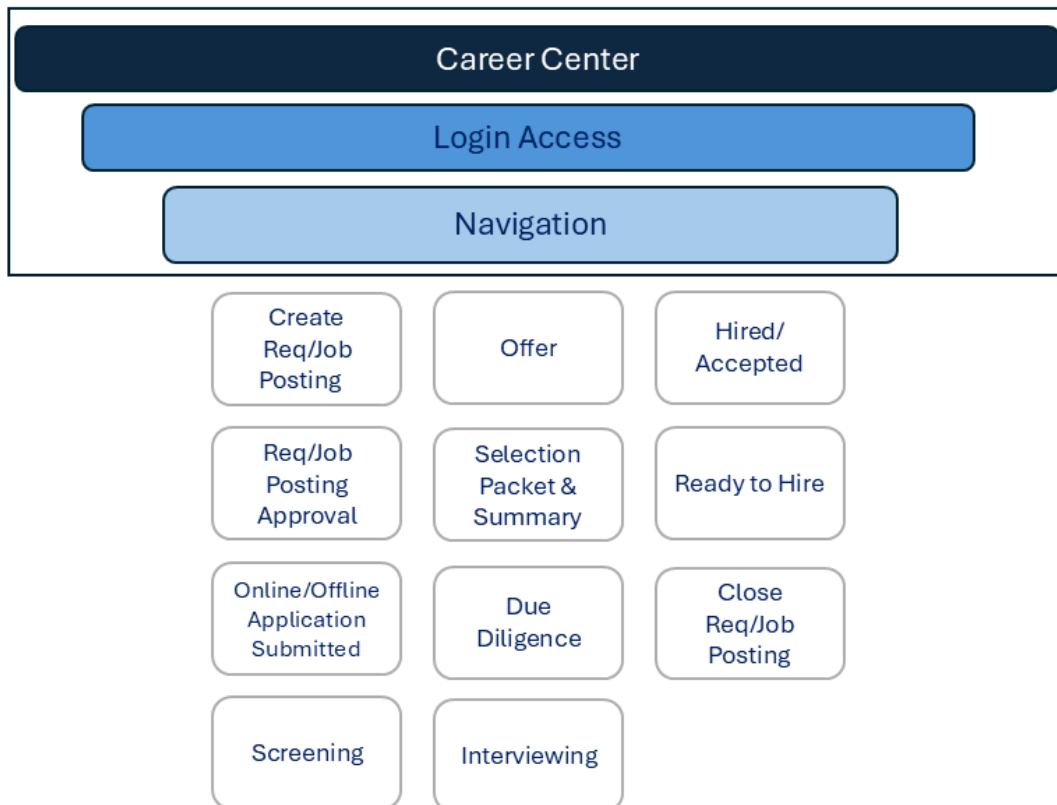 Career Center
Login Access
Navigation
Create
Req/Job
Posting
Offer
Hired/
Accepted
Req/Job
Posting
Approval
Selection
Packet &
Summary
Ready to Hire
Online/Offline
Application
Submitted
Due
Diligence
Close
Req/Job
Posting
Screening
Interviewing